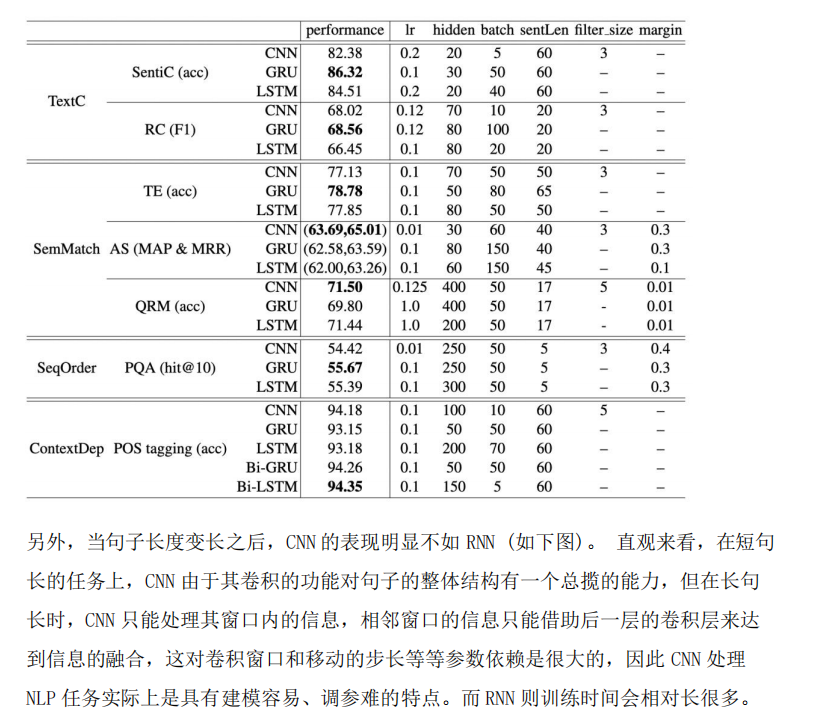 performance lr hidden batch sentLen filter_size margin
TextC SentiC (acc) CNN 82.38 0.2 20 5 60 3 –
GRU 86.32 0.1 30 50 60 – –
LSTM 84.51 0.2 20 40 60 – –
RC (F1) CNN 68.02 0.12 70 10 20 3 –
GRU 68.56 0.12 80 100 20 – –
LSTM 66.45 0.1 80 20 20 – –
SemMatch TE (acc) CNN 77.13 0.1 70 50 50 3 –
GRU 78.78 0.1 50 80 65 – –
LSTM 77.85 0.1 80 50 50 – –
AS (MAP & MRR) CNN (63.69,65.01) 0.01 30 60 40 3 0.3
GRU (62.58,63.59) 0.1 80 150 40 – 0.3
LSTM (62.00,63.26) 0.1 60 150 45 – 0.1
QRM (acc) CNN 71.50 0.125 400 50 17 5 0.01
GRU 69.80 1.0 400 50 17 - 0.01
LSTM 71.44 1.0 200 50 17 - 0.01
SeqOrder PQA (hit@10) CNN 54.42 0.01 250 50 5 3 0.4
GRU 55.67 0.1 250 50 5 – 0.3
LSTM 55.39 0.1 300 50 5 – 0.3
ContextDep POS tagging (acc) CNN 94.18 0.1 100 10 60 5 –
GRU 93.15 0.1 50 50 60 – –
LSTM 93.18 0.1 200 70 60 – –
Bi-GRU 94.26 0.1 50 50 60 – –
Bi-LSTM 94.35 0.1 150 5 60 – –
另外，当句子长度变长之后，CNN 的表现明显不如 RNN (如下图)。 直观来看，在短句
长的任务上，CNN 由于其卷积的功能对句子的整体结构有一个总揽的能力，但在长句
长时，CNN 只能处理其窗口内的信息，相邻窗口的信息只能借助后一层的卷积层来达
到信息的融合，这对卷积窗口和移动的步长等等参数依赖是很大的，因此 CNN 处理
NLP 任务实际上是具有建模容易、调参难的特点。而 RNN 则训练时间会相对长很多。